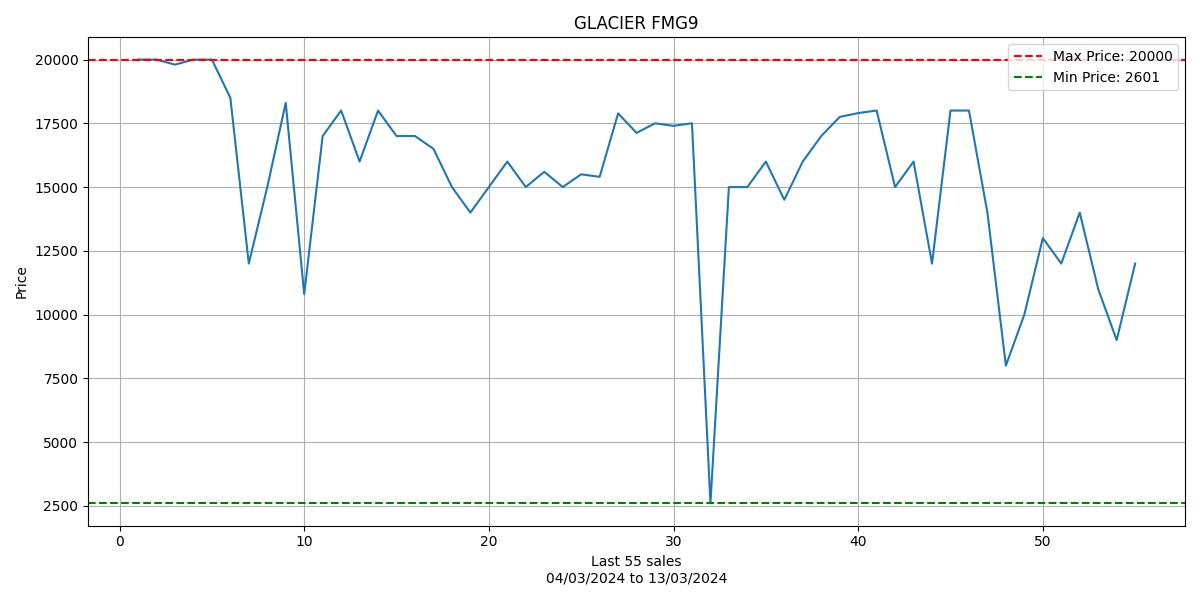 GLACIER FMG9
Max Price: 20000
Min Price: 2601
20000
17500
15000
12500
10000
7500
5000
2500
Price
0 10 20 30 40 50
Last 55 sales
04/03/2024 to 13/03/2024